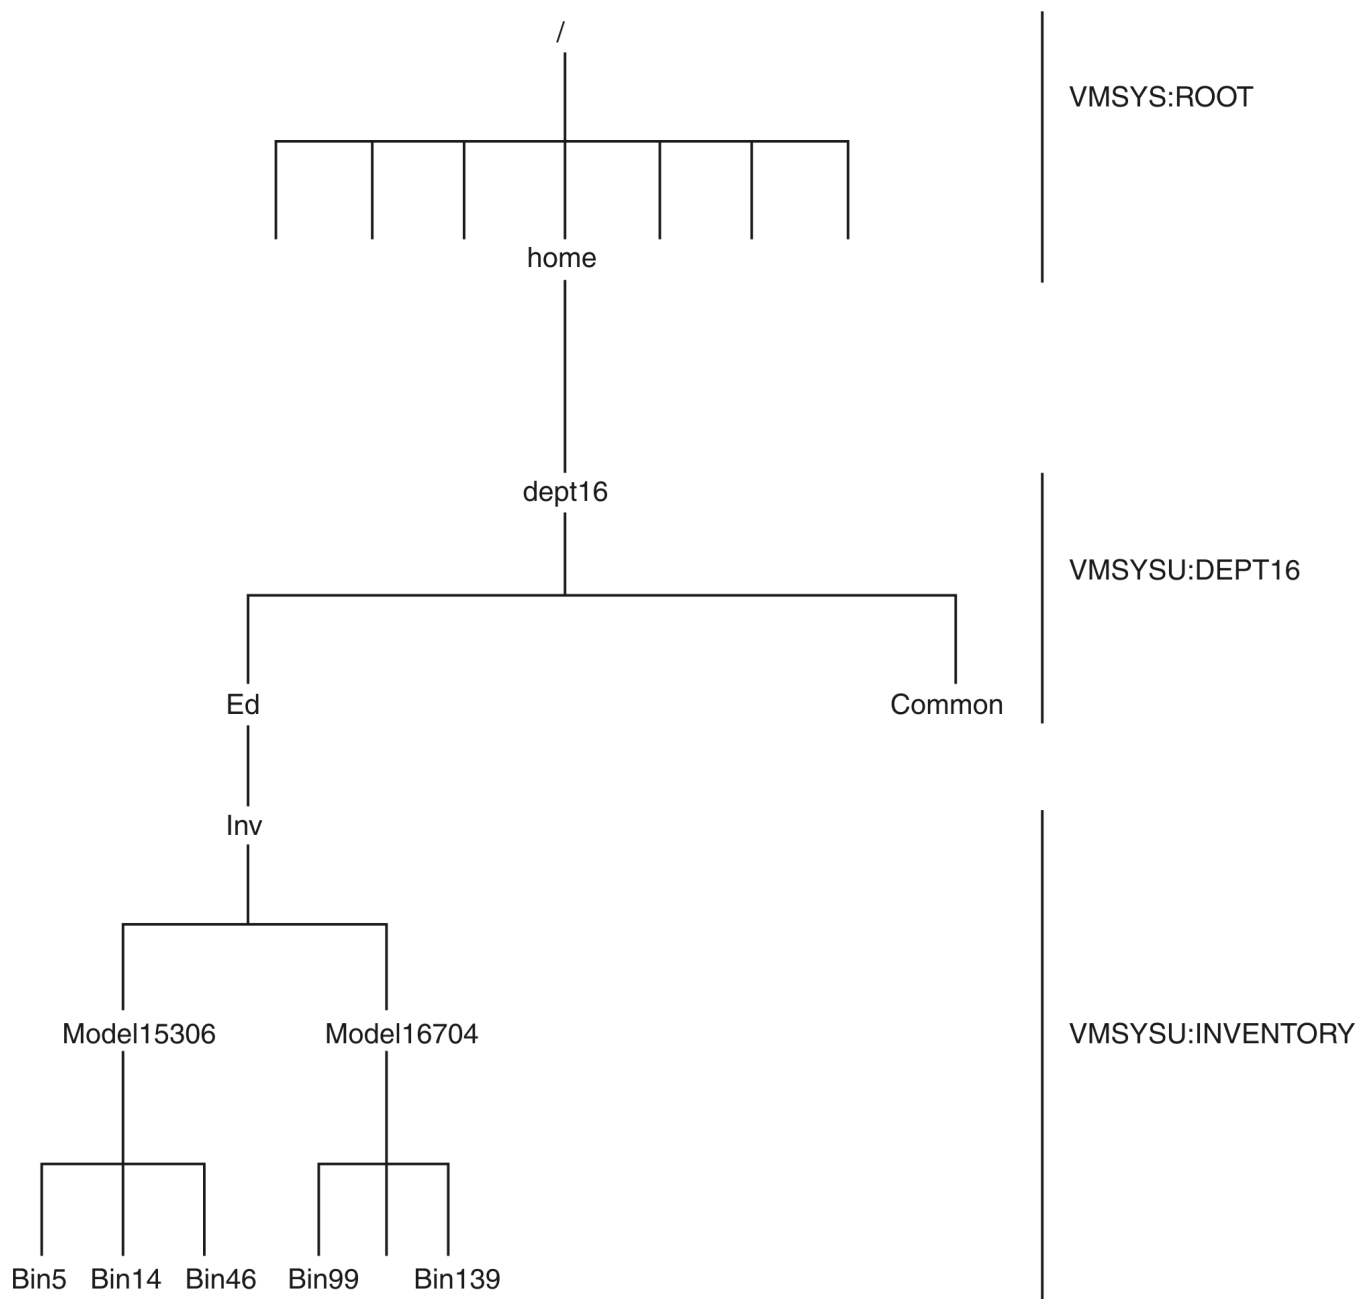 /
VMSYS:ROOT
home
dept16
VMSYSU:DEPT16
Ed
Common
Inv
Model15306
Model16704
VMSYSU:INVENTORY
Bin5
Bin14
Bin46
Bin99
Bin139